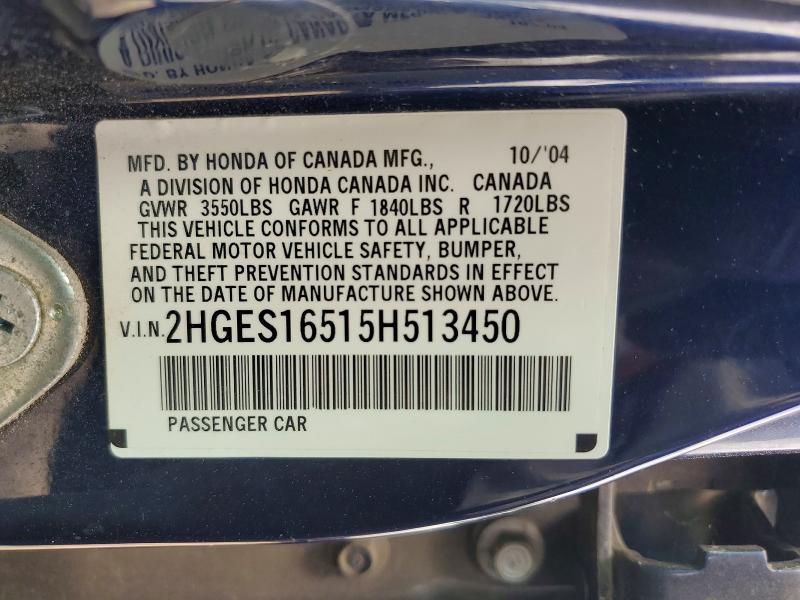 MFD. BY HONDA OF CANADA MFG., 10/'04
A DIVISION OF HONDA CANADA INC. CANADA
GVWR 3550LBS GAWR F 1840LBS R 1720LBS
THIS VEHICLE CONFORMS TO ALL APPLICABLE
FEDERAL MOTOR VEHICLE SAFETY, BUMPER,
AND THEFT PREVENTION STANDARDS IN EFFECT
ON THE DATE OF MANUFACTURE SHOWN ABOVE.
V.I.N. 2HGES16515H513450
PASSENGER CAR